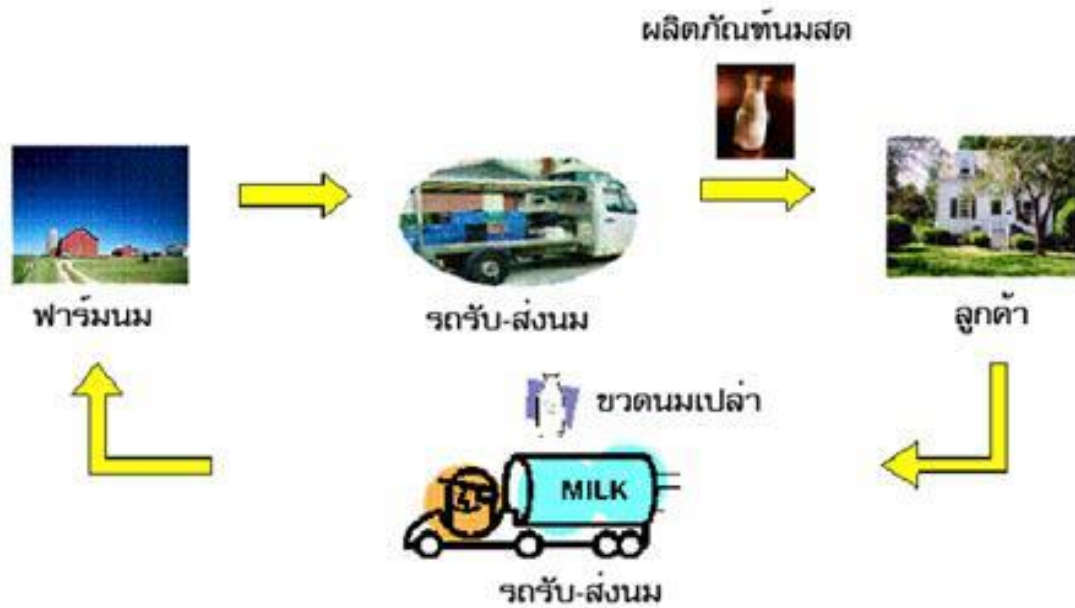 ผลิตภัณฑ์นมสด
ฟาร์มนม
รถรับ-ส่งนม
ลูกค้า
ขวดนมเปล่า
MILK
รถรับ-ส่งนม